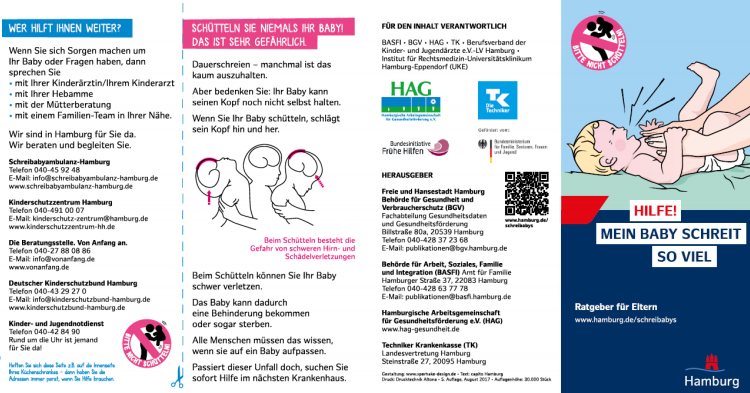 WER HILFT IHNEN WEITER?
Wenn Sie sich Sorgen machen um
Ihr Baby oder Fragen haben, dann
sprechen Sie
• mit Ihrer Kinderärztin/Ihrem Kinderarzt
• mit Ihrer Hebamme
• mit der Mütterberatung
• mit einem Familien-Team in Ihrer Nähe.
Wir sind in Hamburg für Sie da.
Wir beraten und begleiten Sie.
Schreibabyambulanz-Hamburg
Telefon 040-45 92 48
E-Mail: info@schreibabyambulanz-hamburg.de
www.schreibabyambulanz-hamburg.de
Kinderschutzzentrum Hamburg
Telefon 040-491 00 07
E-Mail: kinderschutz-zentrum@hamburg.de
www.kinderschutzzentrum-hh.de
Die Beratungsstelle. Von Anfang an.
Telefon 040-27 88 08 86
E-Mail: info@vonanfang.de
www.vonanfang.de
Deutscher Kinderschutzbund Hamburg
Telefon 040-43 29 27 0
E-Mail: info@kinderschutzbund-hamburg.de
www.kinderschutzbund-hamburg.de
Kinder- und Jugendnotdienst
Telefon 040-42 84 90
Rund um die Uhr ist jemand
für Sie da!
BITTE NICHT SCHÜTTELN!
Heften Sie sich diese Seite z.B. auf die Innenseite
Ihres Küchenschrankes – dann haben Sie die
Adressen immer parat, wenn Sie Hilfe brauchen.
SCHÜTTELN SIE NIEMALS IHR BABY!
DAS IST SEHR GEFÄHRLICH.
Dauerschreien – manchmal ist das
kaum auszuhalten.
Aber bedenken Sie: Ihr Baby kann
seinen Kopf noch nicht selbst halten.
Wenn Sie Ihr Baby schütteln, schlägt
sein Kopf hin und her.
Beim Schütteln besteht die
Gefahr von schweren Hirn- und
Schädelverletzungen
Beim Schütteln können Sie Ihr Baby
schwer verletzen.
Das Baby kann dadurch
eine Behinderung bekommen
oder sogar sterben.
Alle Menschen müssen das wissen,
wenn sie auf ein Baby aufpassen.
Passiert dieser Unfall doch, suchen Sie
sofort Hilfe im nächsten Krankenhaus.
FÜR DEN INHALT VERANTWORTLICH
BASFI • BGV • HAG • TK • Berufsverband der
Kinder- und Jugendärzte e.V.-LV Hamburg •
Institut für Rechtsmedizin-Universitätsklinikum
Hamburg-Eppendorf (UKE)
HAG
Hamburgische Arbeitsgemeinschaft
für Gesundheitsförderung e.V.
TK
Die
Techniker
Gefördert vom:
Bundesinitiative
Frühe Hilfen
Bundesministerium
für Familie, Senioren, Frauen
und Jugend
HERAUSGEBER
Freie und Hansestadt Hamburg
Behörde für Gesundheit und
Verbraucherschutz (BGV)
Fachabteilung Gesundheitsdaten
und Gesundheitsförderung
Billstraße 80a, 20539 Hamburg
Telefon 040-428 37 23 68
E-Mail: publikationen@bgv.hamburg.de
www.hamburg.de/
schreibabys
Behörde für Arbeit, Soziales, Familie
und Integration (BASFI) Amt für Familie
Hamburger Straße 37, 22083 Hamburg
Telefon 040-428 63 77 78
E-Mail: publikationen@basfi.hamburg.de
Hamburgische Arbeitsgemeinschaft
für Gesundheitsförderung e.V. (HAG)
www.hag-gesundheit.de
Techniker Krankenkasse (TK)
Landesvertretung Hamburg
Steinstraße 27, 20095 Hamburg
Gestaltung: www.sperhake-design.de - Text: capito Hamburg
Druck: Drucktechnik Altona - 5. Auflage, August 2017 - Auflagenhöhe: 30.000 Stück
BITTE NICHT SCHÜTTELN!
HILFE!
MEIN BABY SCHREIT
SO VIEL
Ratgeber für Eltern
www.hamburg.de/schreibabys
Hamburg